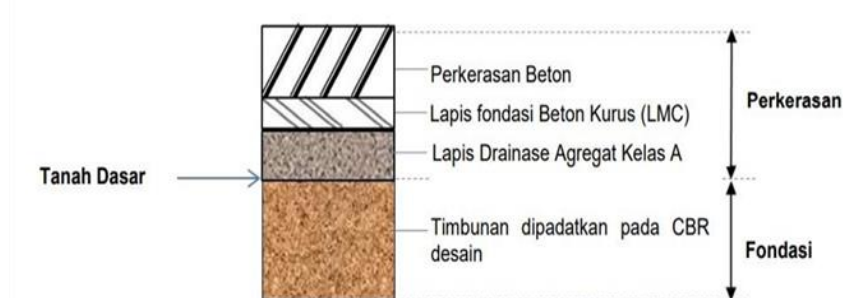 Perkerasan Beton
Perkerasan
Lapis fondasi Beton Kurus (LMC)
Lapis Drainase Agregat Kelas A
Tanah Dasar
Timbunan dipadatkan pada CBR
desain
Fondasi